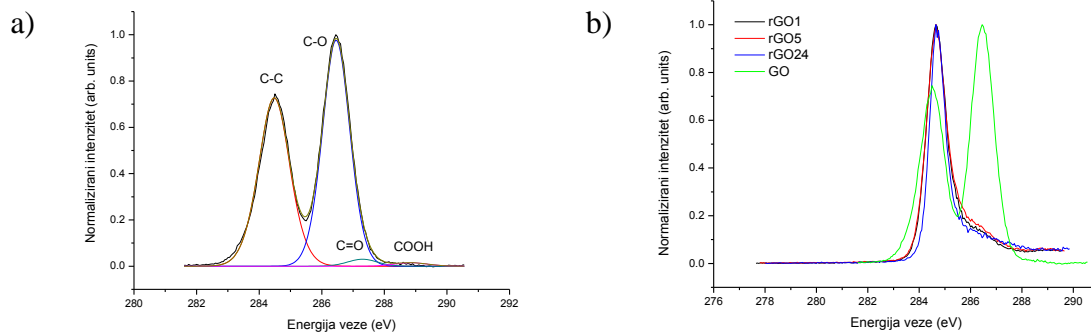 a)
Normalizirani intenzitet (arb. units)
1.0
0.8
0.6
0.4
0.2
0.0
C-C
C-O
C=O
COOH
280
282
284
286
288
290
292
Energija veze (eV)
b)
Normalizirani intenzitet (arb. units)
1.0
0.8
0.6
0.4
0.2
0.0
rGO1
rGO5
rGO24
GO
276
278
280
282
284
286
288
290
Energija veze (eV)